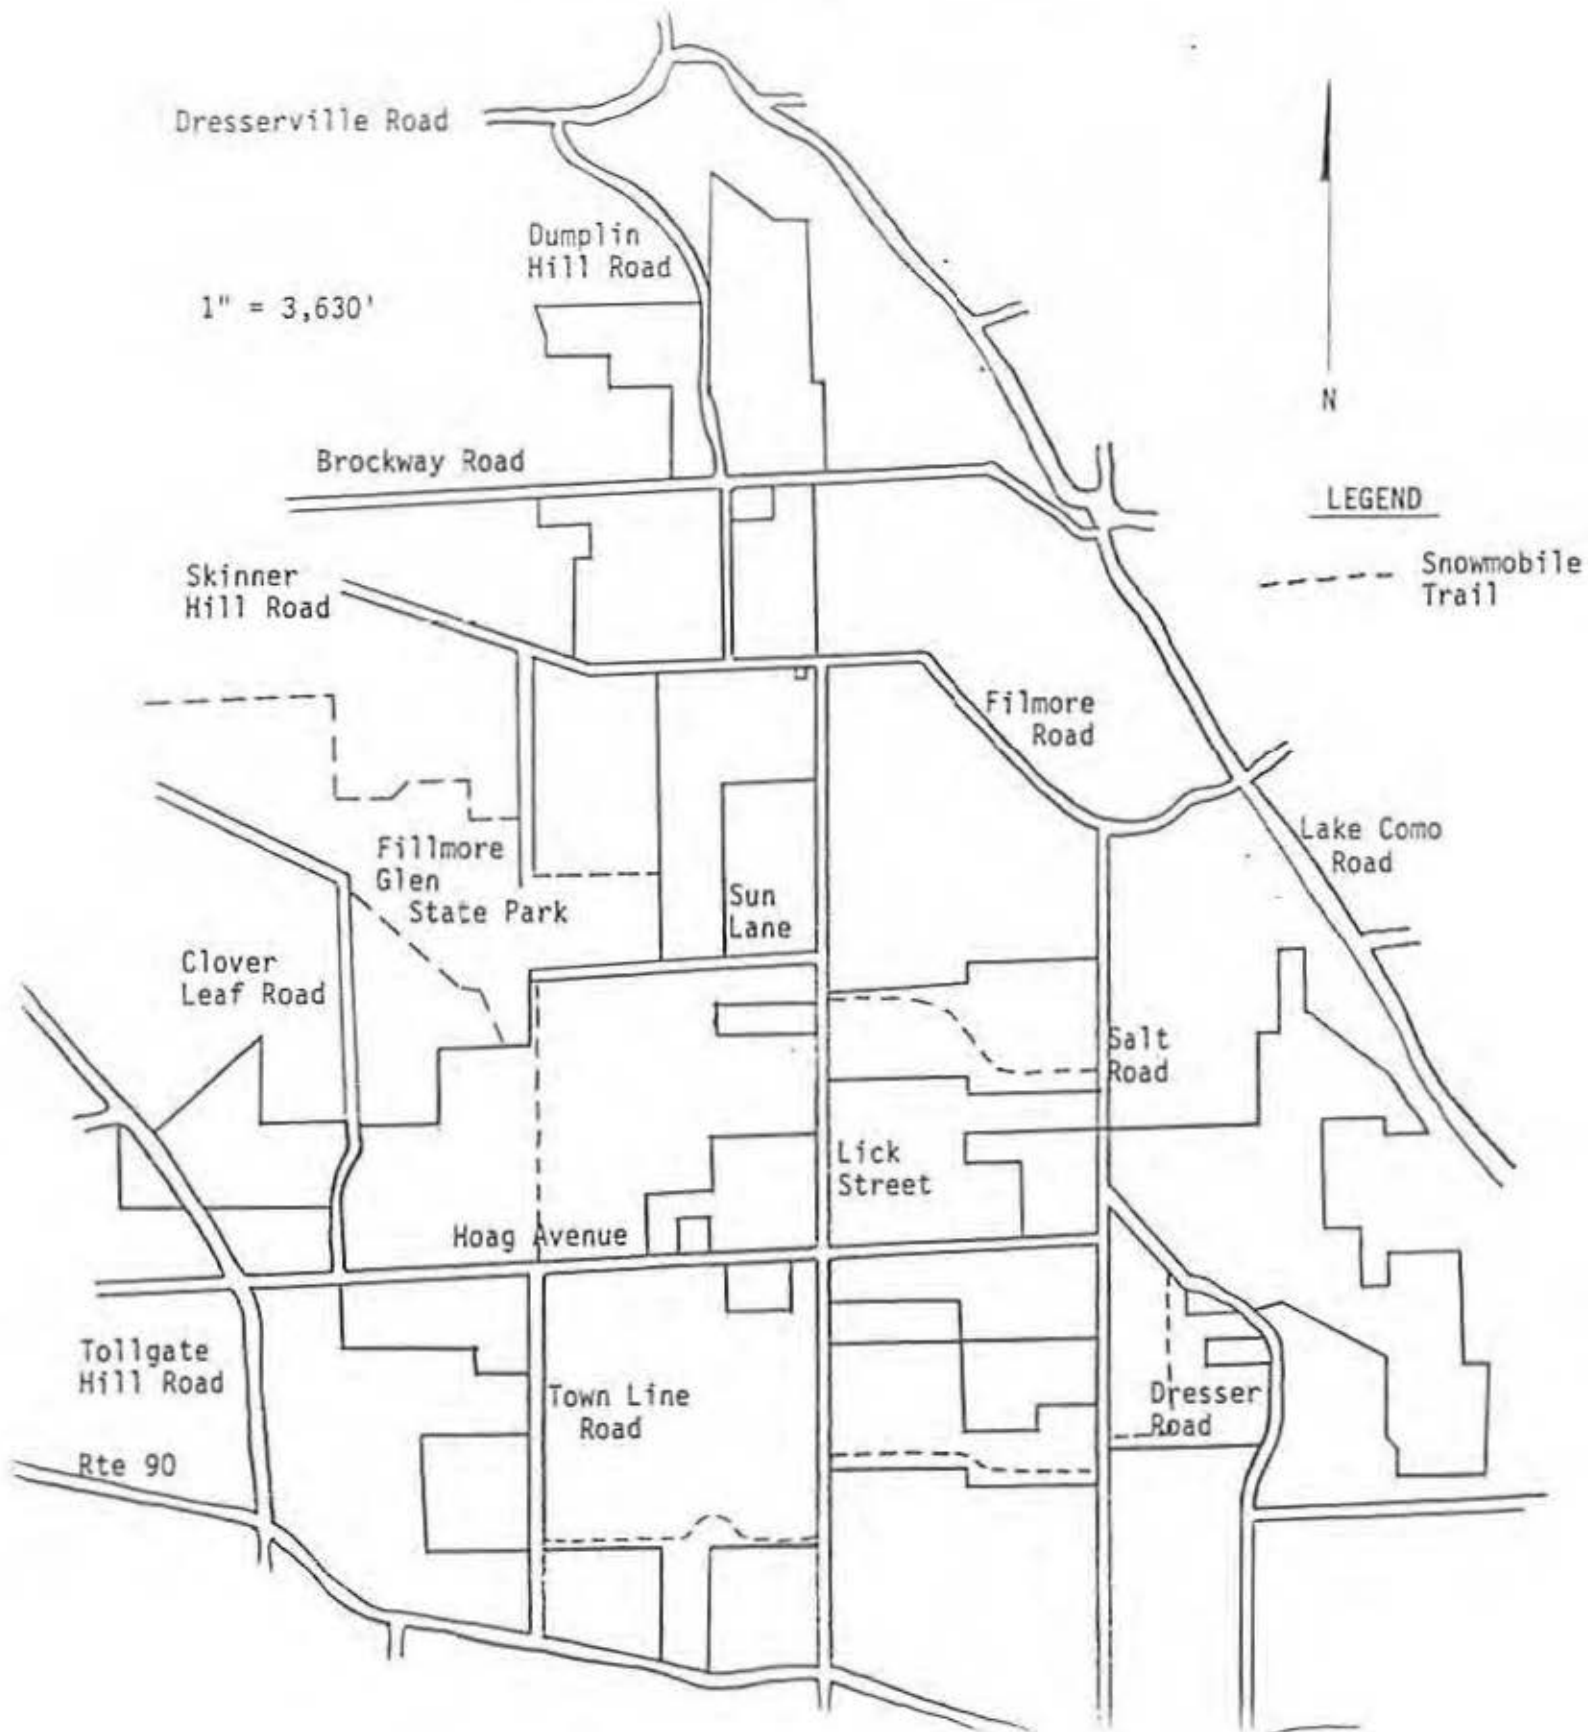 Dresserville Road
Dumplin
Hill Road
1" = 3,630'
N
Brockway Road
LEGEND
Snowmobile
Trail
Skinner
Hill Road
Filmore
Road
Lake Como
Road
Fillmore
Glen
State Park
Sun
Lane
Clover
Leaf Road
Salt
Road
Lick
Street
Hoag Avenue
Tollgate
Hill Road
Town Line
Road
Dresser
Road
Rte 90